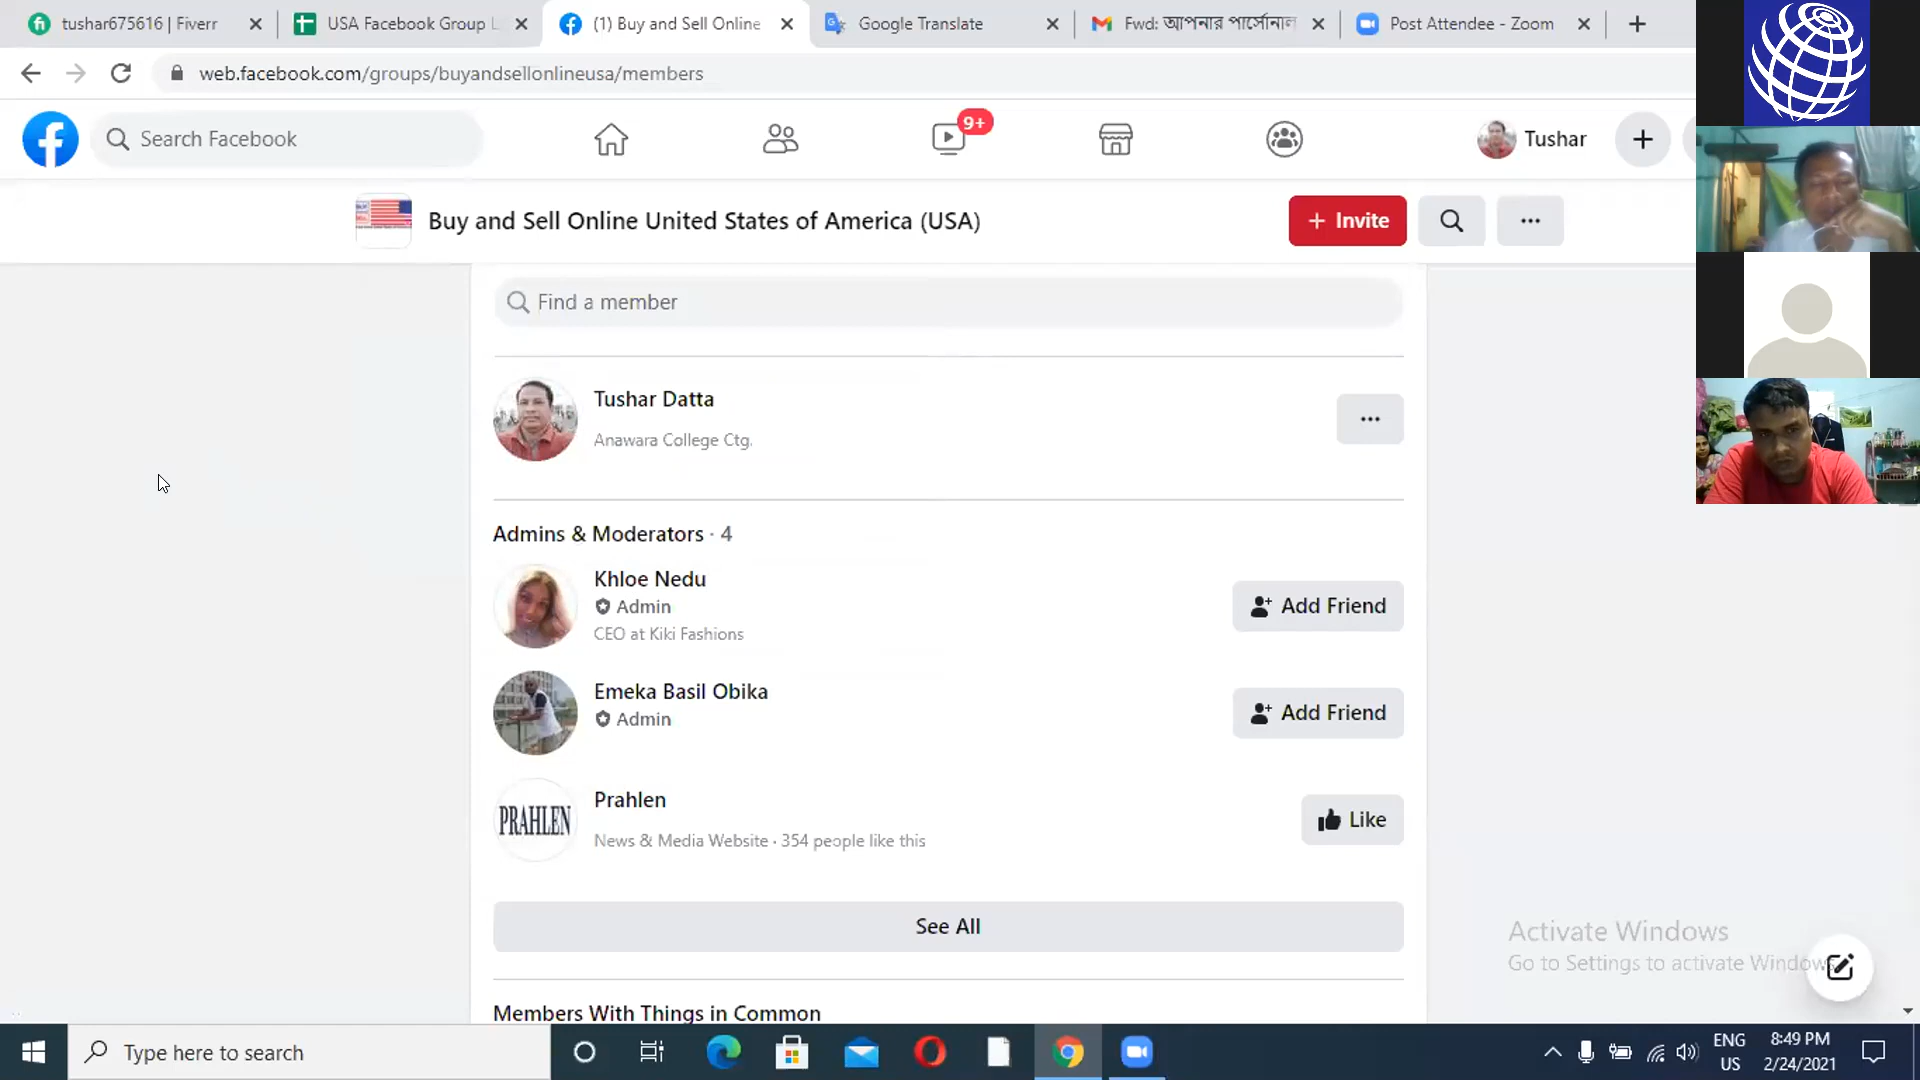 tushar675616 | Fiverr
USA Facebook Group L
(1) Buy and Sell Online
Google Translate
Fwd: আপনার পার্সোনাল
Post Attendee - Zoom
web.facebook.com/groups/buyandsellonlineusa/members
Search Facebook
9+
Tushar
Buy and Sell Online United States of America (USA)
+ Invite
Find a member
Tushar Datta
Anawara College Ctg.
Admins & Moderators · 4
Khloe Nedu
Admin
CEO at Kiki Fashions
Add Friend
Emeka Basil Obika
Admin
Add Friend
PRAHLEN
Prahlen
News & Media Website · 354 people like this
Like
See All
Members With Things in Common
Activate Windows
Go to Settings to activate Windows
Type here to search
ENG
US
8:49 PM
2/24/2021